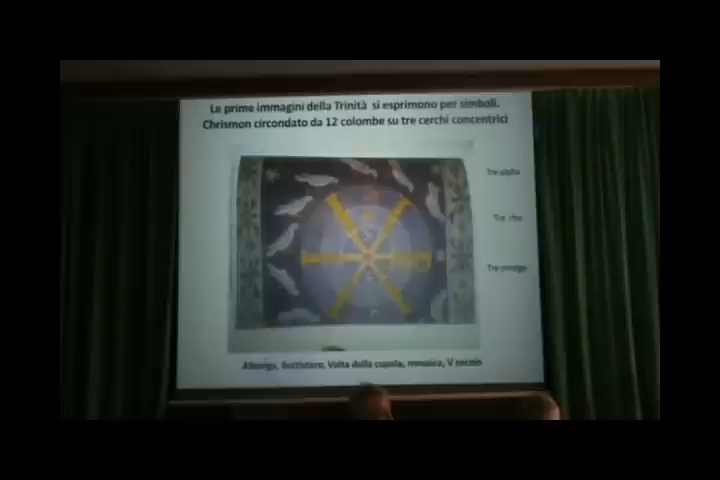 Le prime immagini della Trinità si esprimono per simboli.
Chrismon circondato da 12 colombe su tre cerchi concentrici
Tre alpha
Tre rho
Tre omega
Albenga, Battistero, Volta della cupola, mosaico, V secolo